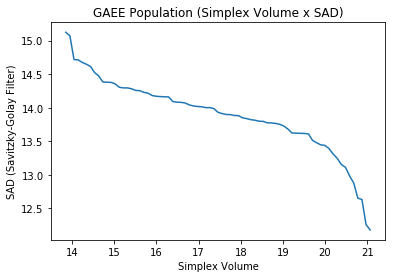 GAEE Population (Simplex Volume x SAD)
SAD (Savitzky-Golay Filter)
15.0
14.5
14.0
13.5
13.0
12.5
14 15 16 17 18 19 20 21
Simplex Volume